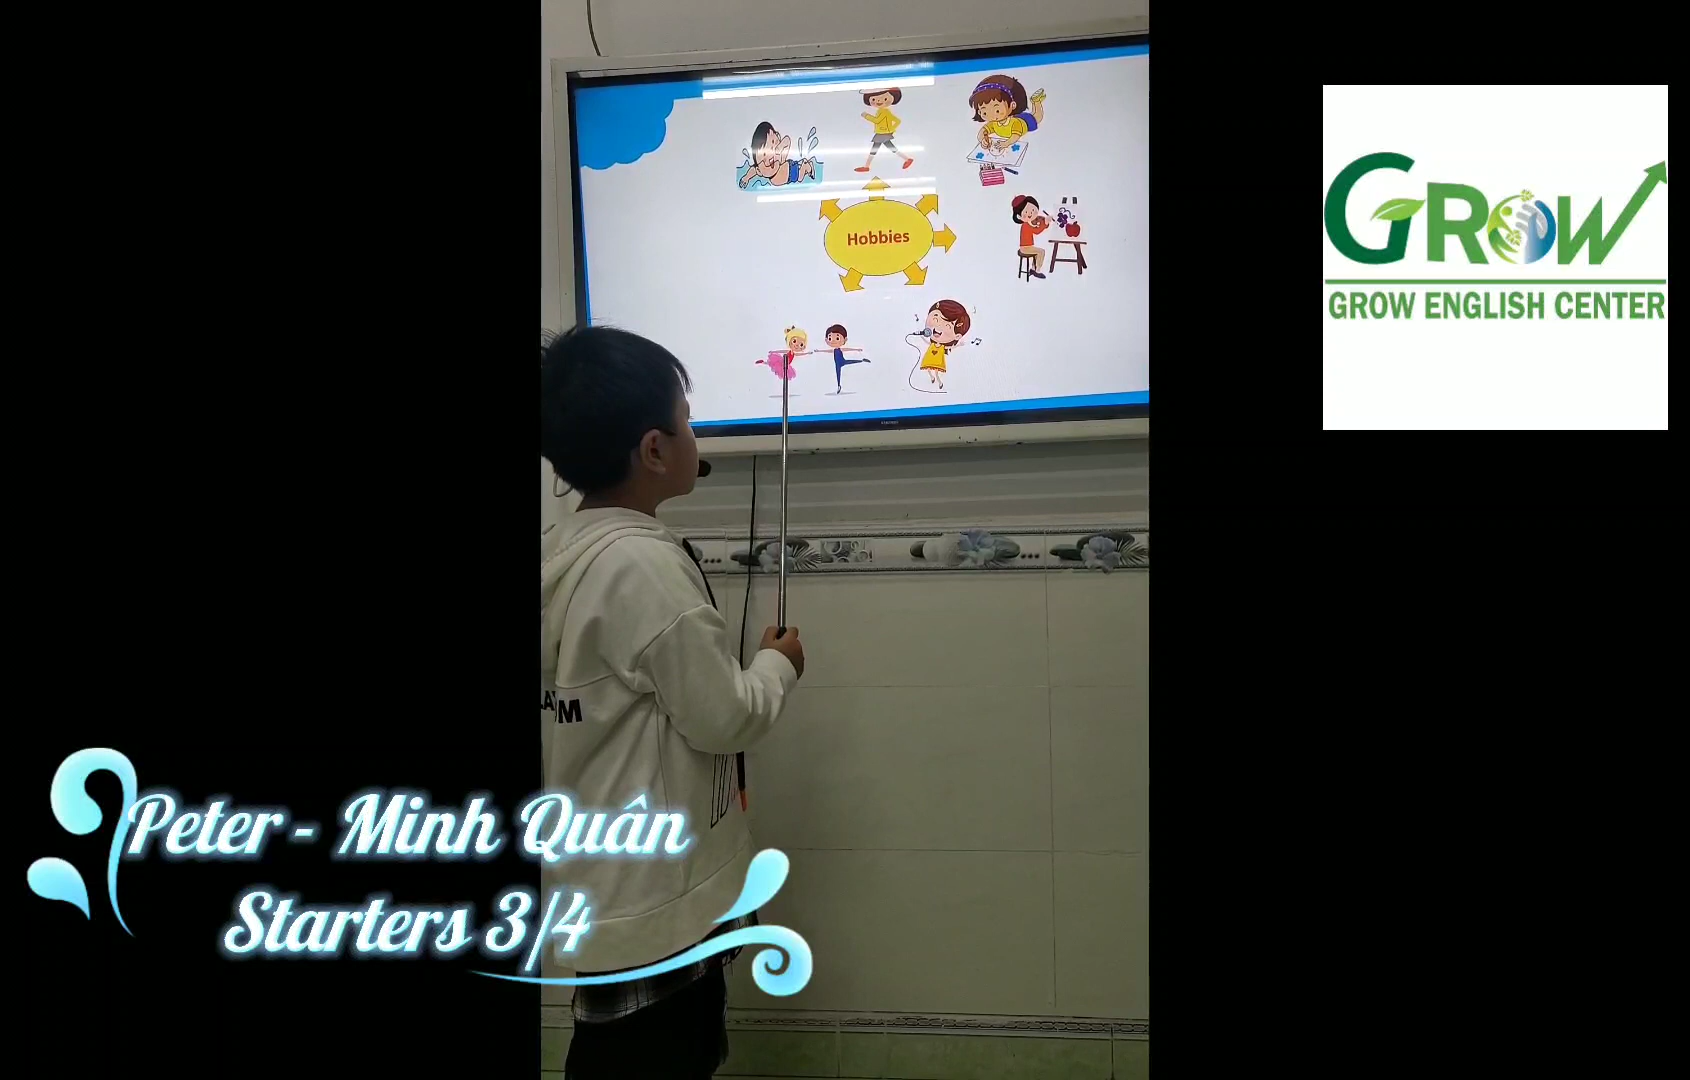 Hobbies
GROW
GROW ENGLISH CENTER
Peter - Minh Quân
Starters 3/4